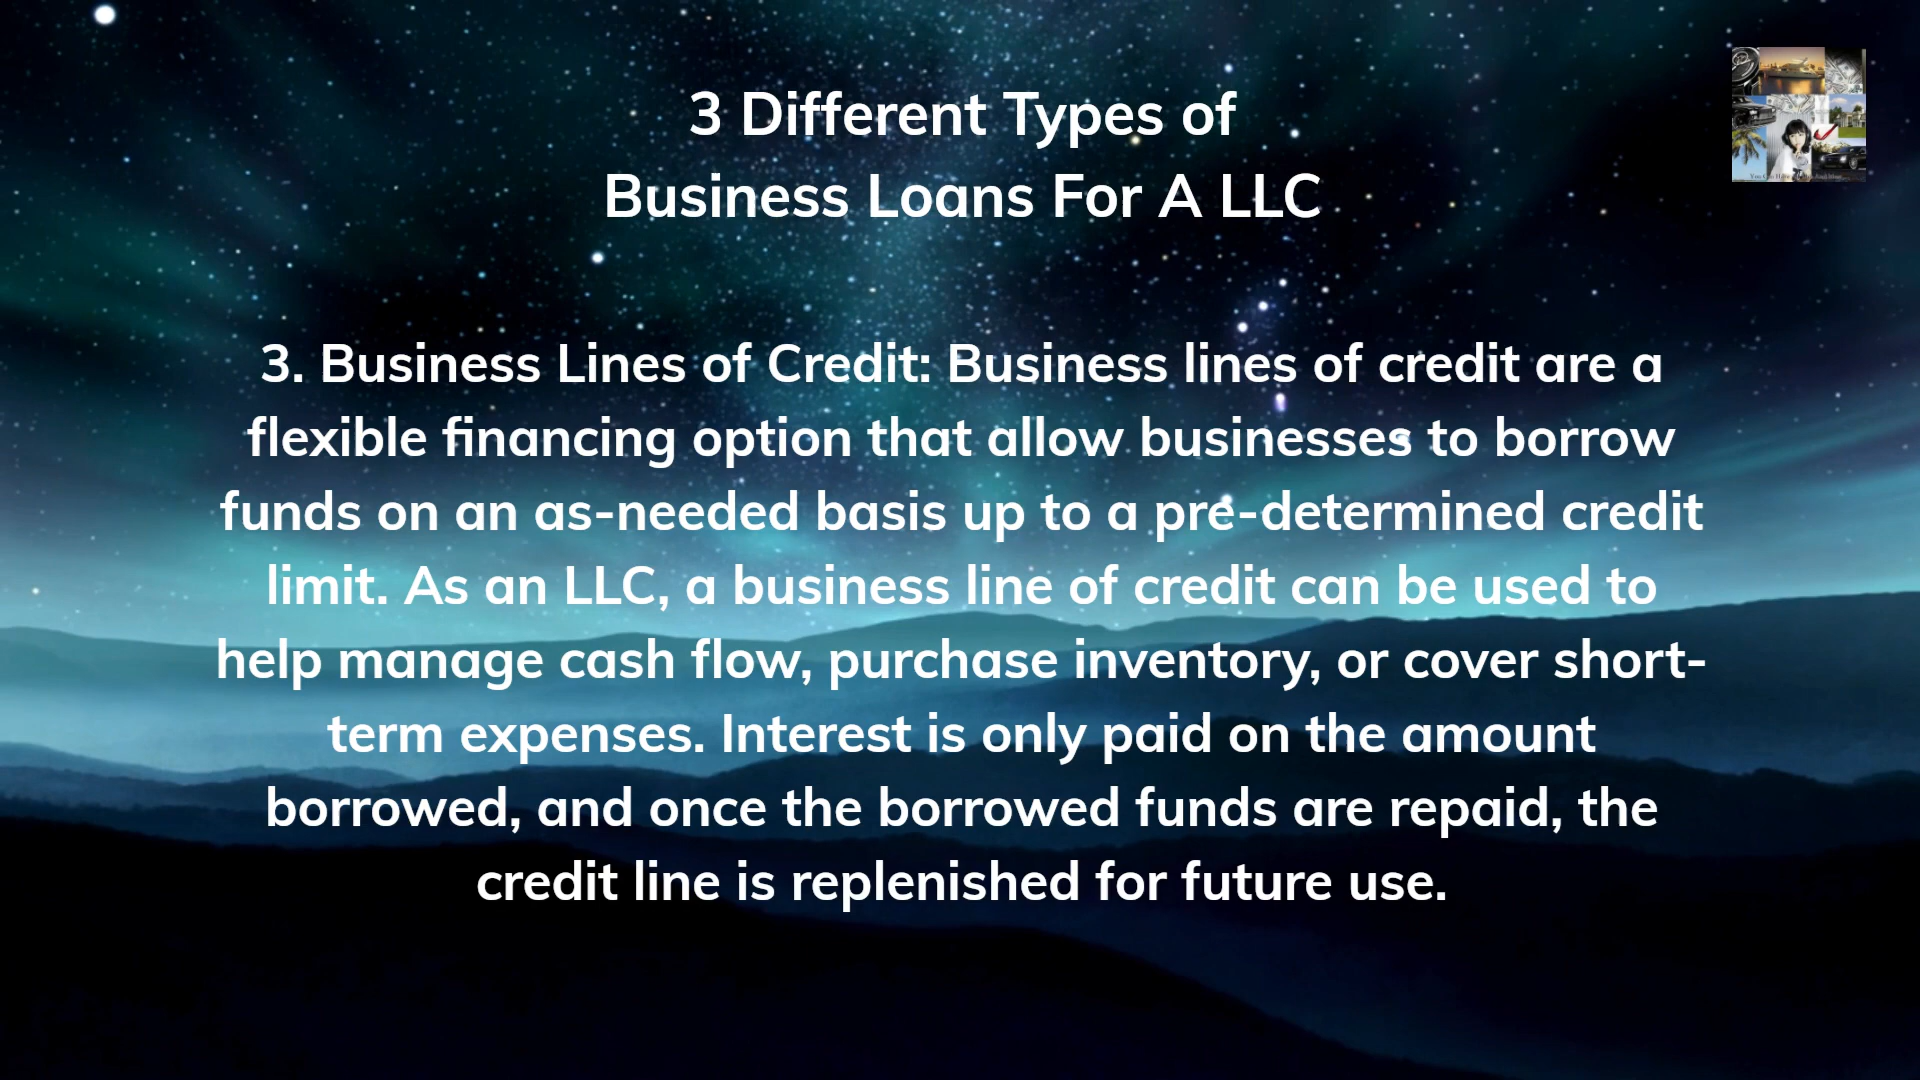 3 Different Types of
Business Loans For A LLC
3. Business Lines of Credit: Business lines of credit are a
flexible financing option that allow businesses to borrow
funds on an as-needed basis up to a pre-determined credit
limit. As an LLC, a business line of credit can be used to
help manage cash flow, purchase inventory, or cover short-
term expenses. Interest is only paid on the amount
borrowed, and once the borrowed funds are repaid, the
credit line is replenished for future use.